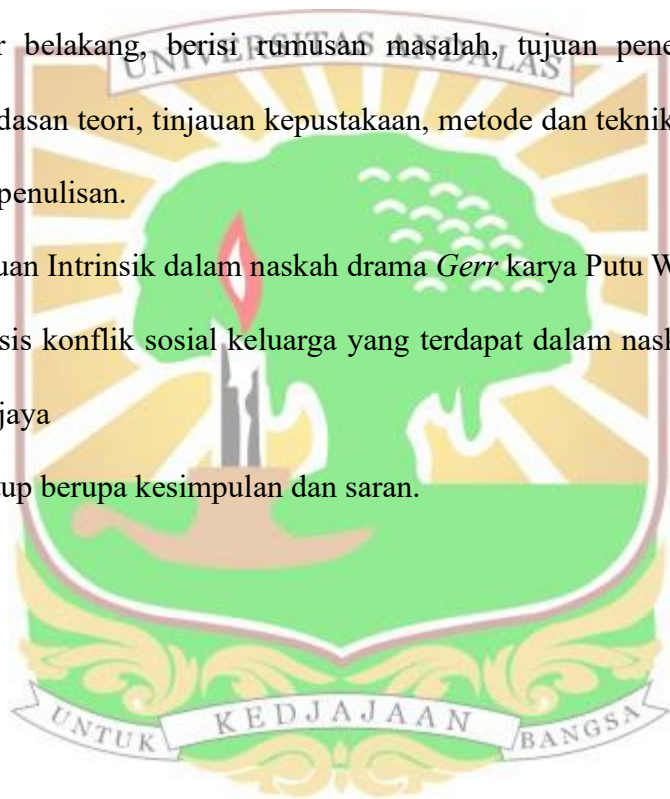 r belakang, berisi rumusan masalah, tujuan pene
UNIVERSITAS ANDALAS
dasan teori, tinjauan kepustakaan, metode dan teknik
penulisan.
uan Intrinsik dalam naskah drama Gerr karya Putu W
sis konflik sosial keluarga yang terdapat dalam nask
jaya
up berupa kesimpulan dan saran.
UNTUK KEDJAJAAN BANGSA